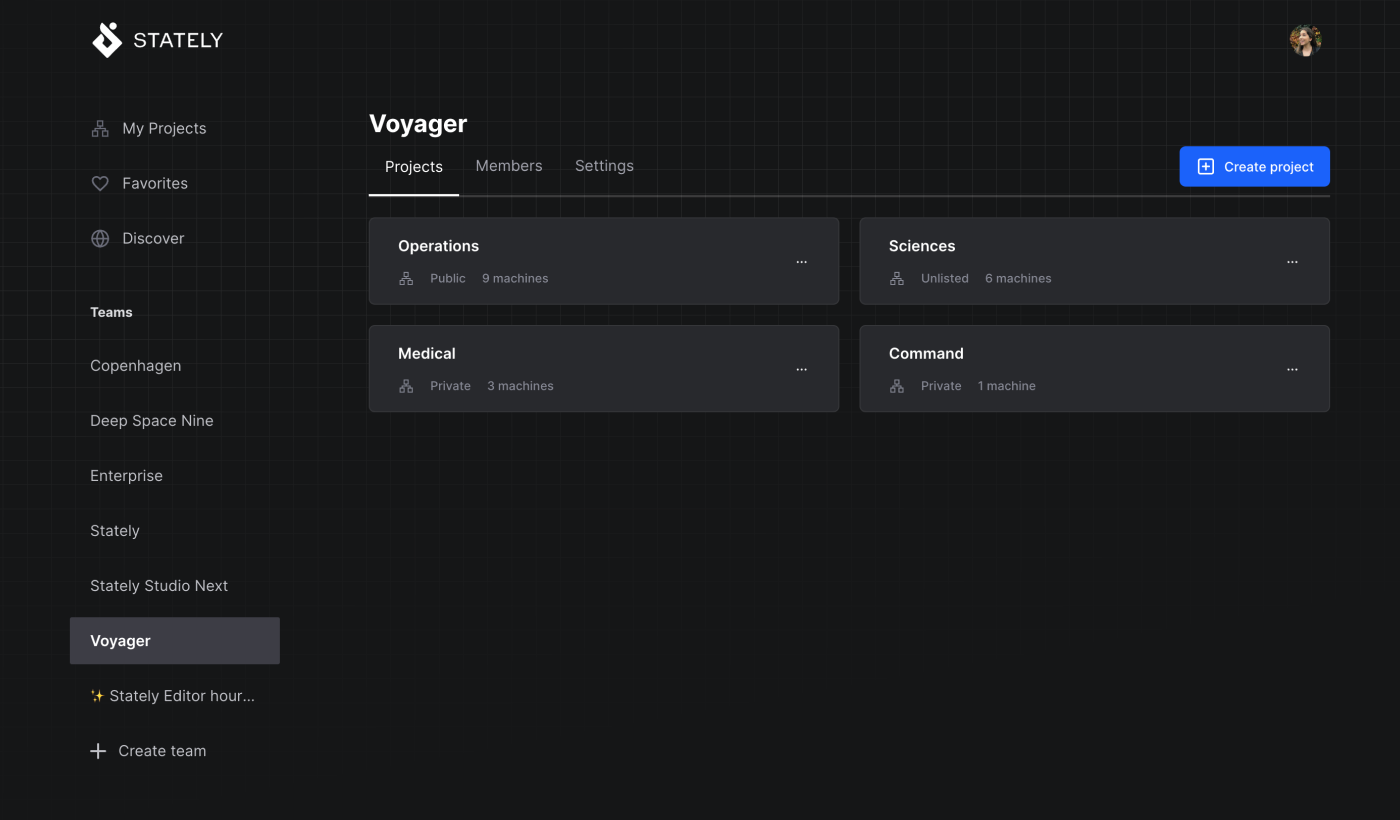 STATELY
My Projects
Favorites
Discover
Teams
Copenhagen
Deep Space Nine
Enterprise
Stately
Stately Studio Next
Voyager
✨ Stately Editor hour...
Create team
Voyager
Projects Members Settings
Create project
Operations
Public 9 machines
Sciences
Unlisted 6 machines
Medical
Private 3 machines
Command
Private 1 machine